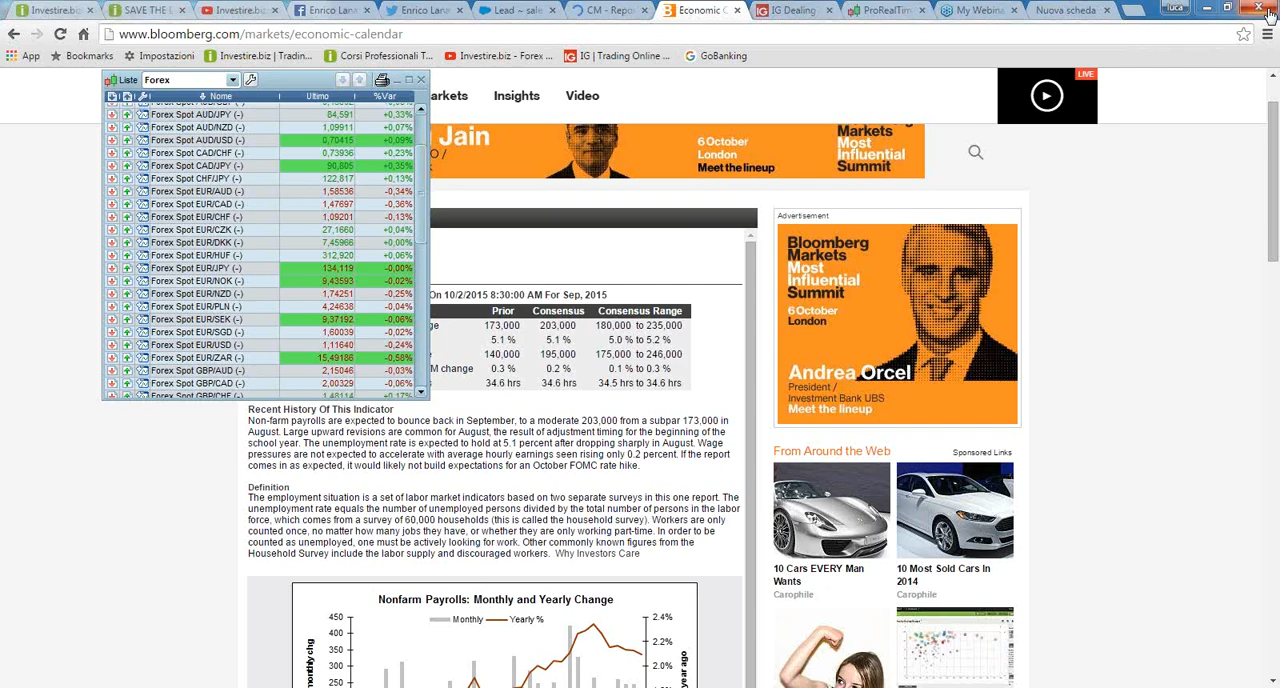 Investire.biz
SAVE THE D
Investire.biz
Enrico Lana
Enrico Lana
Lead ~ sale
CM - Repo
Economic C
IG Dealing
ProRealTim
My Webina
Nuova scheda
luca
www.bloomberg.com/markets/economic-calendar
App
Bookmarks
Impostazioni
Investire.biz | Tradin...
Corsi Professionali T...
Investire.biz - Forex ...
IG | Trading Online ...
GoBanking
Liste Forex
Nome Ultimo %Var
Forex Spot AUD/JPY (-) 84,591 +0,33%
Forex Spot AUD/NZD (-) 1,09911 +0,07%
Forex Spot AUD/USD (-) 0,70415 +0,09%
Forex Spot CAD/CHF (-) 0,73936 +0,23%
Forex Spot CAD/JPY (-) 90,805 +0,35%
Forex Spot CHF/JPY (-) 122,817 +0,13%
Forex Spot EUR/AUD (-) 1,58536 -0,34%
Forex Spot EUR/CAD (-) 1,47697 -0,36%
Forex Spot EUR/CHF (-) 1,09201 -0,13%
Forex Spot EUR/CZK (-) 27,1660 +0,04%
Forex Spot EUR/DKK (-) 7,45966 +0,00%
Forex Spot EUR/HUF (-) 312,920 +0,06%
Forex Spot EUR/JPY (-) 134,119 -0,00%
Forex Spot EUR/NOK (-) 9,43593 -0,02%
Forex Spot EUR/NZD (-) 1,74251 -0,25%
Forex Spot EUR/PLN (-) 4,24638 -0,04%
Forex Spot EUR/SEK (-) 9,37192 -0,06%
Forex Spot EUR/SGD (-) 1,60039 -0,02%
Forex Spot EUR/USD (-) 1,11640 -0,24%
Forex Spot EUR/ZAR (-) 15,49186 -0,58%
Forex Spot GBP/AUD (-) 2,15046 -0,03%
Forex Spot GBP/CAD (-) 2,00329 -0,06%
Forex Spot GBP/CHF (-) 1,48114 +0,17%
arkets
Insights
Video
LIVE
Jain
O /
6 October
London
Meet the lineup
Bloomberg
Markets
Most
Influential
Summit
On 10/2/2015 8:30:00 AM For Sep, 2015
Prior Consensus Consensus Range
ge 173,000 203,000 180,000 to 235,000
5.1 % 5.1 % 5.0 % to 5.2 %
140,000 195,000 175,000 to 246,000
M change 0.3 % 0.2 % 0.1 % to 0.3 %
34.6 hrs 34.6 hrs 34.5 hrs to 34.6 hrs
Recent History Of This Indicator
Non-farm payrolls are expected to bounce back in September, to a moderate 203,000 from a subpar 173,000 in
August. Large upward revisions are common for August, the result of adjustment timing for the beginning of the
school year. The unemployment rate is expected to hold at 5.1 percent after dropping sharply in August. Wage
pressures are not expected to accelerate with average hourly earnings seen rising only 0.2 percent. If the report
comes in as expected, it would likely not build expectations for an October FOMC rate hike.
Definition
The employment situation is a set of labor market indicators based on two separate surveys in this one report. The
unemployment rate equals the number of unemployed persons divided by the total number of persons in the labor
force, which comes from a survey of 60,000 households (this is called the household survey). Workers are only
counted once, no matter how many jobs they have, or whether they are only working part-time. In order to be
counted as unemployed, one must be actively looking for work. Other commonly known figures from the
Household Survey include the labor supply and discouraged workers. Why Investors Care
Nonfarm Payrolls: Monthly and Yearly Change
Monthly
Yearly %
450
400
350
300
250
monthly chg
2.4%
2.2%
2.0%
year ago
Advertisement
Bloomberg
Markets
Most
Influential
Summit
6 October
London
Andrea Orcel
President /
Investment Bank UBS
Meet the lineup
From Around the Web
Sponsored Links
10 Cars EVERY Man
Wants
Carophile
10 Most Sold Cars In
2014
Carophile